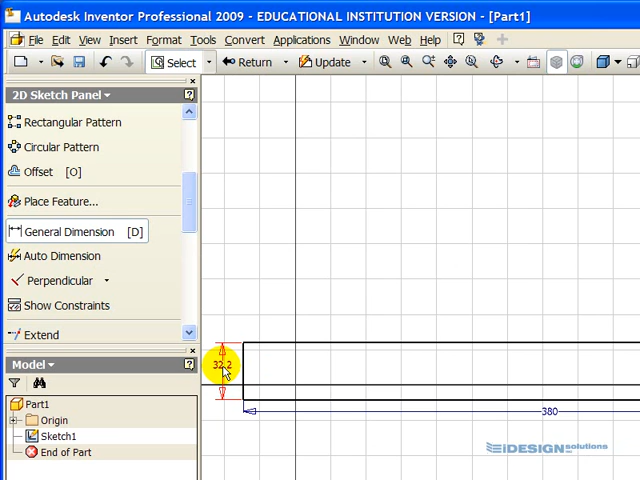 Autodesk Inventor Professional 2009 - EDUCATIONAL INSTITUTION VERSION - [Part1]
File Edit View Insert Format Tools Convert Applications Window Web Help
Select Return Update
2D Sketch Panel
Rectangular Pattern
Circular Pattern
Offset [O]
Place Feature...
General Dimension [D]
Auto Dimension
Perpendicular
Show Constraints
Extend
Model
Part1
Origin
Sketch1
End of Part
32.2
380
iDESIGN solutions